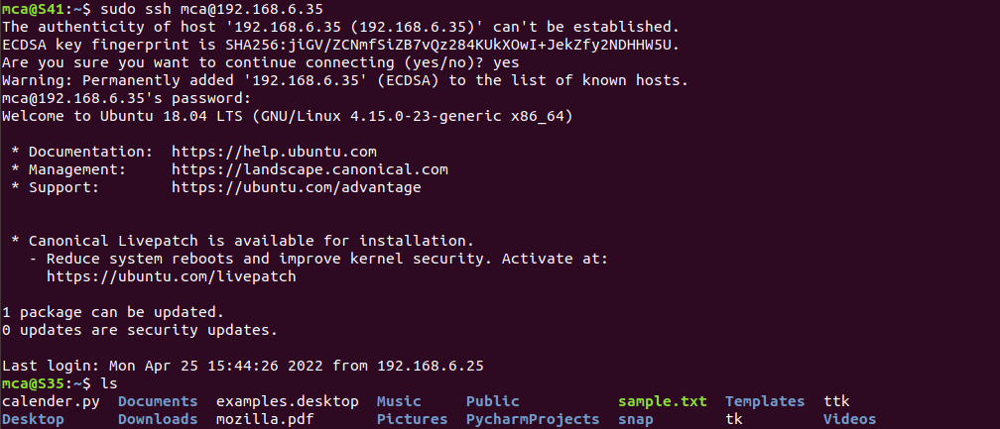 mca@S41:~$ sudo ssh mca@192.168.6.35
The authenticity of host '192.168.6.35 (192.168.6.35)' can't be established.
ECDSA key fingerprint is SHA256:jiGV/ZCNmfSiZB7vQz284KUkXOwI+JekZfy2NDHHW5U.
Are you sure you want to continue connecting (yes/no)? yes
Warning: Permanently added '192.168.6.35' (ECDSA) to the list of known hosts.
mca@192.168.6.35's password:
Welcome to Ubuntu 18.04 LTS (GNU/Linux 4.15.0-23-generic x86_64)
 * Documentation:  https://help.ubuntu.com
 * Management:     https://landscape.canonical.com
 * Support:        https://ubuntu.com/advantage
 * Canonical Livepatch is available for installation.
   - Reduce system reboots and improve kernel security. Activate at:
     https://ubuntu.com/livepatch
1 package can be updated.
0 updates are security updates.
Last login: Mon Apr 25 15:44:26 2022 from 192.168.6.25
mca@S35:~$ ls
calender.py  Documents  examples.desktop  Music     Public           sample.txt  Templates  ttk
Desktop      Downloads  mozilla.pdf       Pictures  PycharmProjects  snap        tk         Videos